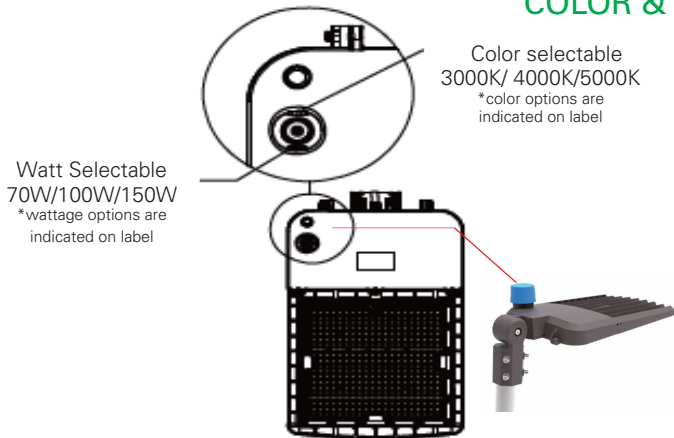 COLOR &
Color selectable
3000K/ 4000K/5000K
*color options are
indicated on label
Watt Selectable
70W/100W/150W
*wattage options are
indicated on label